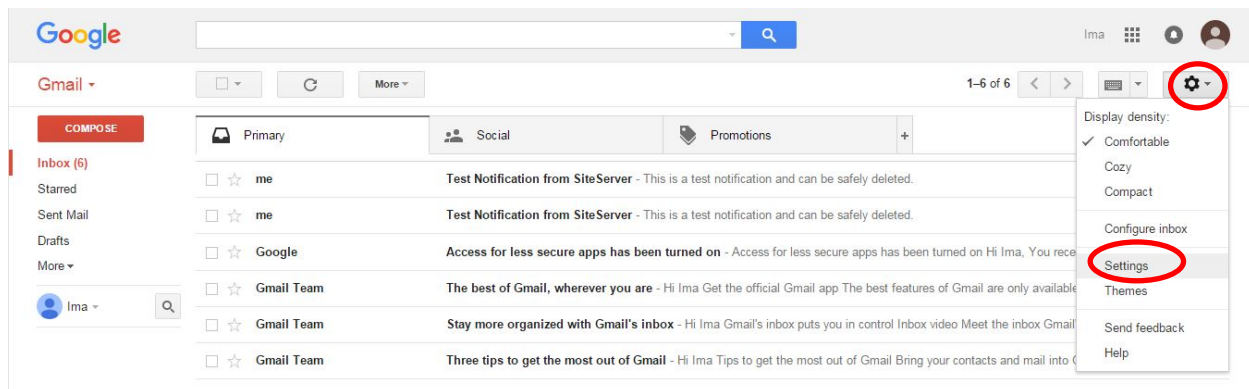 Google
Ima
Gmail
More
1–6 of 6
COMPOSE
Primary
Social
Promotions
+
Inbox (6)
Starred
Sent Mail
Drafts
More
Ima
me Test Notification from SiteServer - This is a test notification and can be safely deleted.
me Test Notification from SiteServer - This is a test notification and can be safely deleted.
Google Access for less secure apps has been turned on - Access for less secure apps has been turned on Hi Ima, You rece
Gmail Team The best of Gmail, wherever you are - Hi Ima Get the official Gmail app The best features of Gmail are only available
Gmail Team Stay more organized with Gmail's inbox - Hi Ima Gmail's inbox puts you in control Inbox video Meet the inbox Gmail'
Gmail Team Three tips to get the most out of Gmail - Hi Ima Tips to get the most out of Gmail Bring your contacts and mail into
Display density:
Comfortable
Cozy
Compact
Configure inbox
Settings
Themes
Send feedback
Help